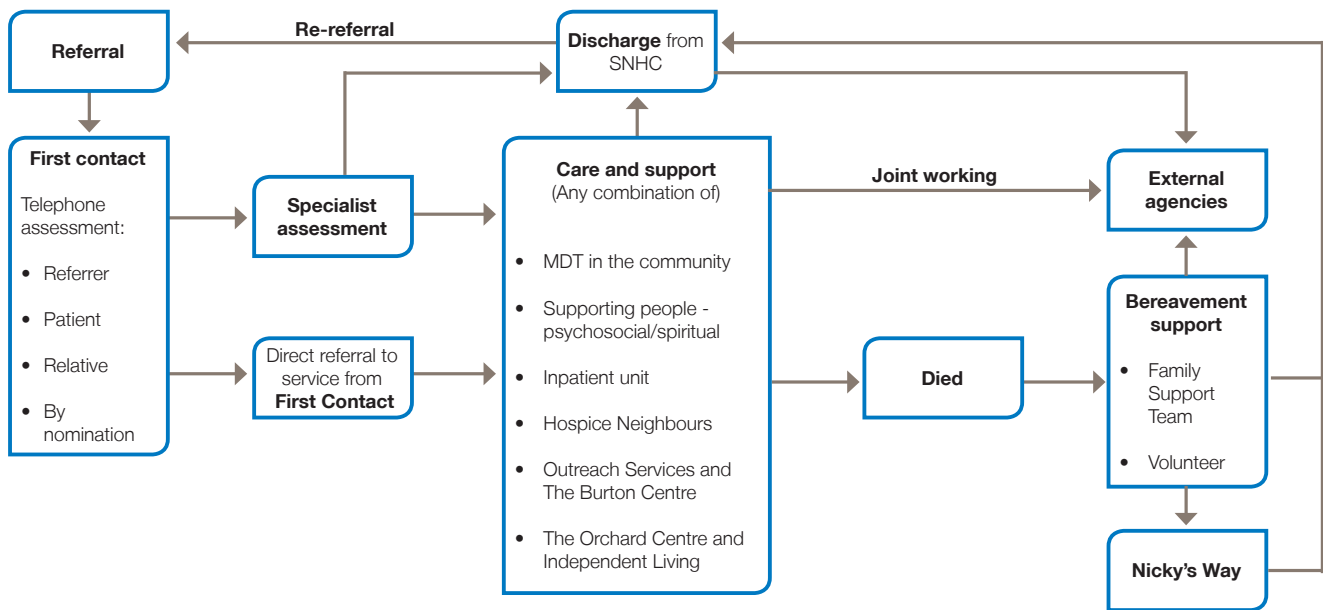 Referral
Re-referral
Discharge from
SNHC
First contact
Telephone
assessment:
• Referrer
• Patient
• Relative
• By
nomination
Specialist
assessment
Direct referral to
service from
First Contact
Care and support
(Any combination of)
• MDT in the community
• Supporting people -
psychosocial/spiritual
• Inpatient unit
• Hospice Neighbours
• Outreach Services and
The Burton Centre
• The Orchard Centre and
Independent Living
Joint working
External
agencies
Died
Bereavement
support
• Family
Support
Team
• Volunteer
Nicky's Way